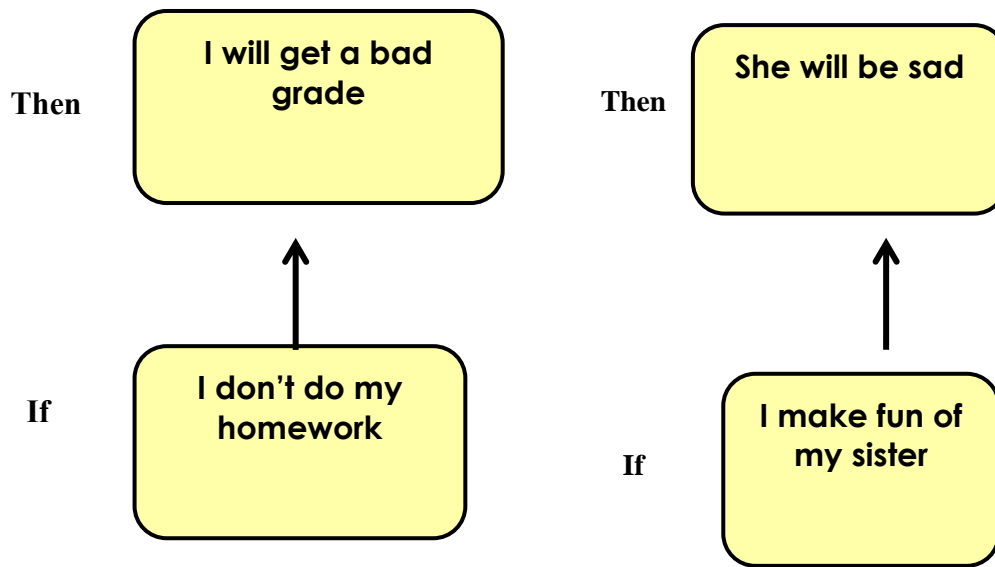 Then
I will get a bad
grade
If
I don’t do my
homework
Then
She will be sad
If
I make fun of
my sister